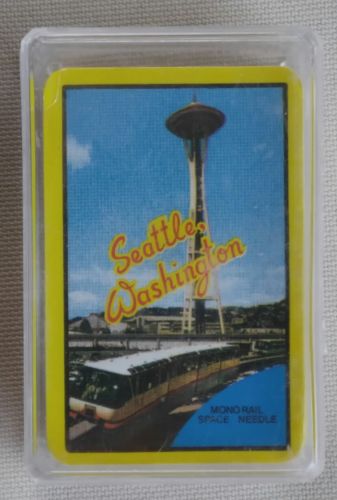 Seattle,
Washington
MONORAIL
SPACE NEEDLE